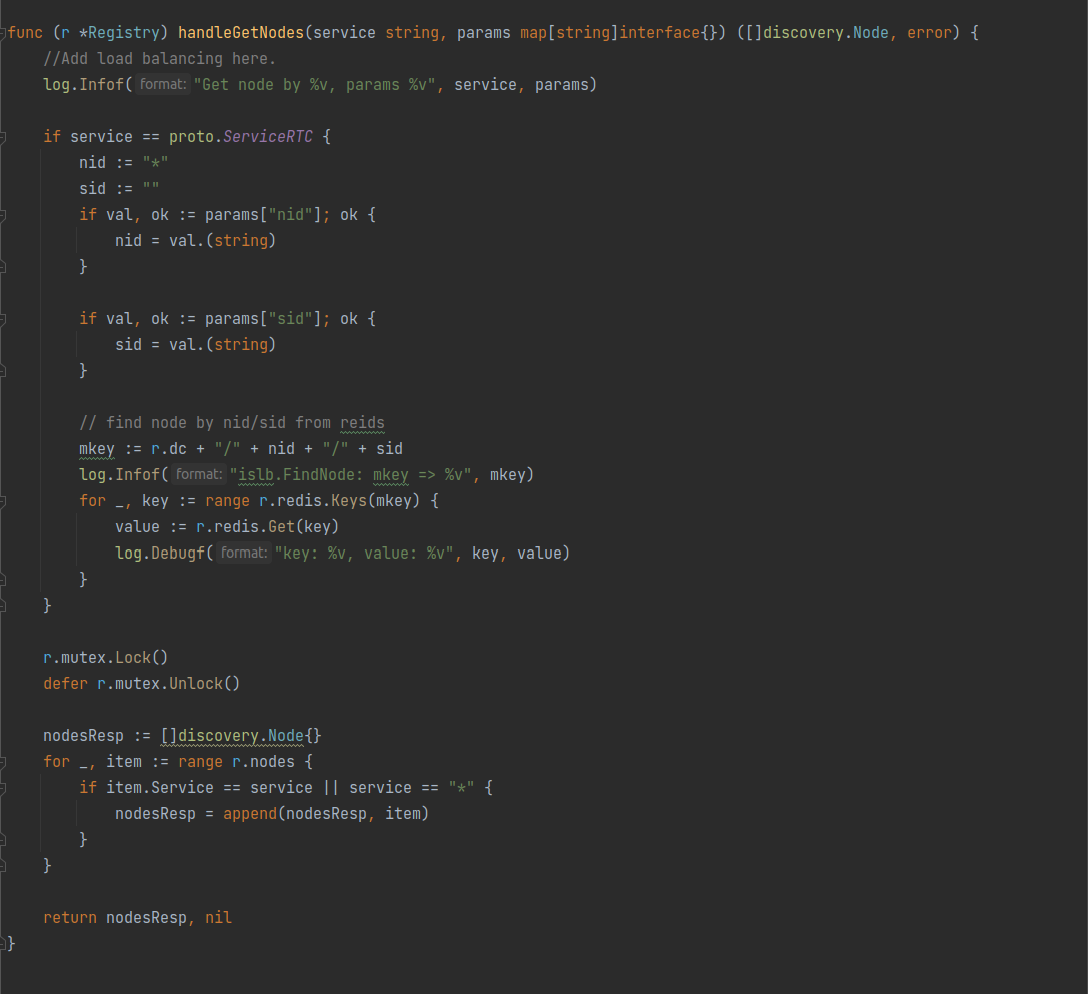 func (r *Registry) handleGetNodes(service string, params map[string]interface{}) ([]discovery.Node, error) {
    //Add load balancing here.
    log.Infof( format: "Get node by %v, params %v", service, params)
    if service == proto.ServiceRTC {
        nid := "*"
        sid := ""
        if val, ok := params["nid"]; ok {
            nid = val.(string)
        }
        if val, ok := params["sid"]; ok {
            sid = val.(string)
        }
        // find node by nid/sid from reids
        mkey := r.dc + "/" + nid + "/" + sid
        log.Infof( format: "islb.FindNode: mkey => %v", mkey)
        for _, key := range r.redis.Keys(mkey) {
            value := r.redis.Get(key)
            log.Debugf( format: "key: %v, value: %v", key, value)
        }
    }
    r.mutex.Lock()
    defer r.mutex.Unlock()
    nodesResp := []discovery.Node{}
    for _, item := range r.nodes {
        if item.Service == service || service == "*" {
            nodesResp = append(nodesResp, item)
        }
    }
    return nodesResp, nil
}